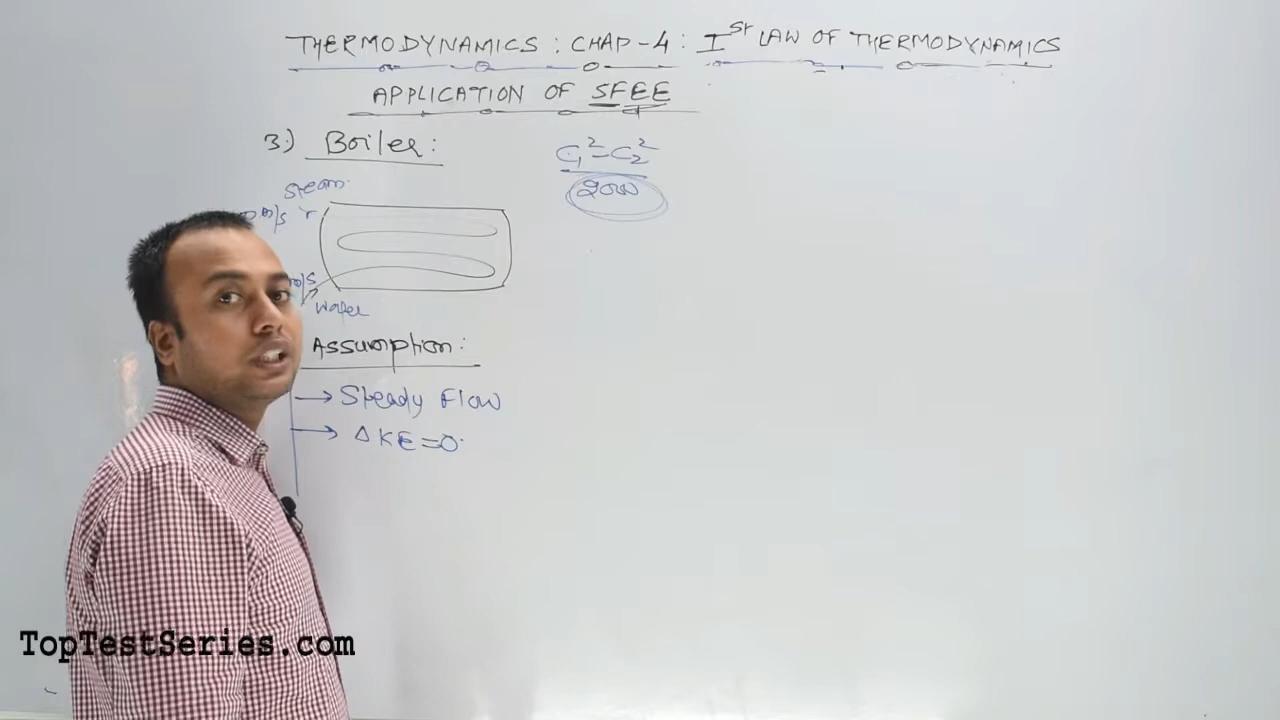 THERMODYNAMICS : CHAP-4 : Ist LAW OF THERMODYNAMICS
APPLICATION OF SFEE
3:) Boiler:
C₁²-C₂²
2000
Steam.
m/s
m/s
Water
Assumption:
→ Steady Flow
→ ΔKE=0.
TopTestSeries.com